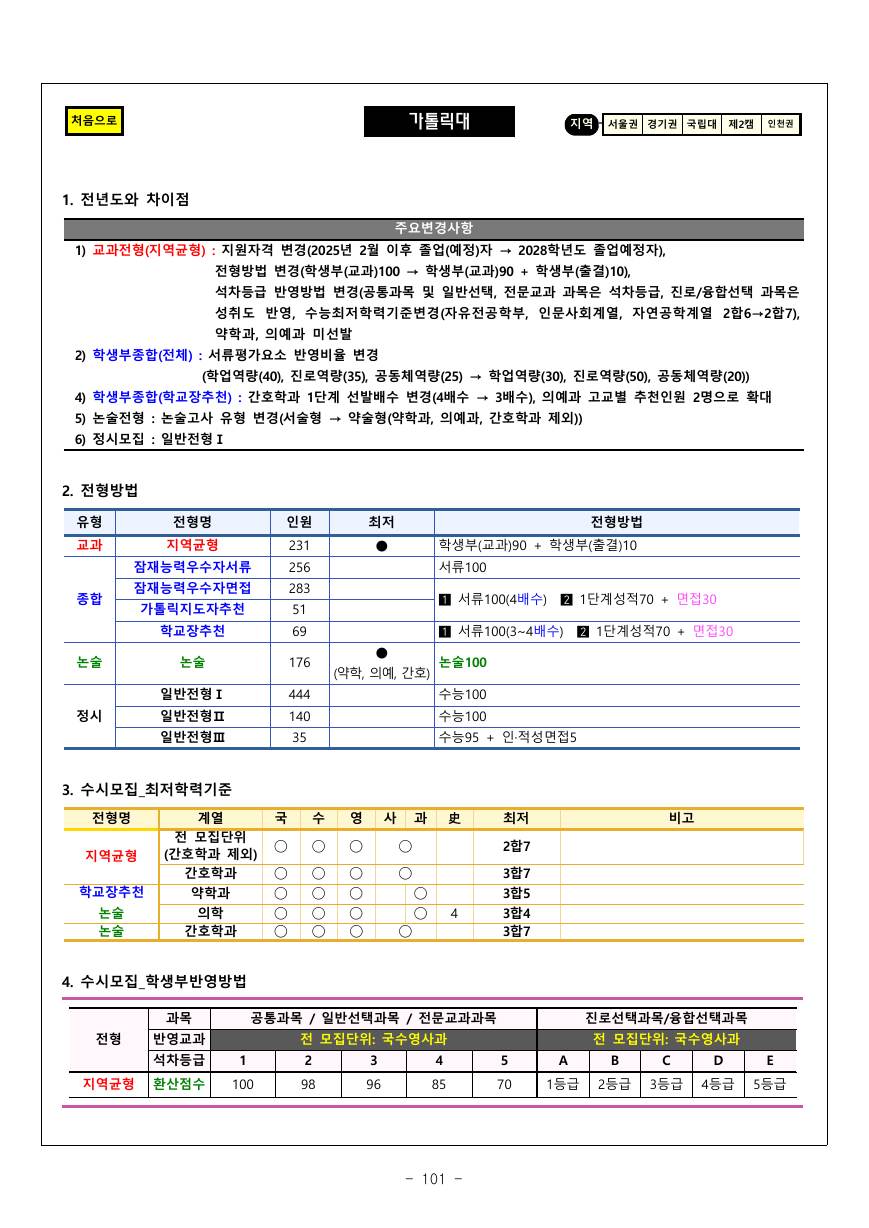 처음으로
가톨릭대
지역 서울권 경기권 국립대 제2캠 인천권
1. 전년도와 차이점
주요변경사항
1) 교과전형(지역균형) : 지원자격 변경(2025년 2월 이후 졸업(예정)자 → 2028학년도 졸업예정자),
전형방법 변경(학생부(교과)100 → 학생부(교과)90 + 학생부(출결)10),
석차등급 반영방법 변경(공통과목 및 일반선택, 전문교과 과목은 석차등급, 진로/융합선택 과목은
성취도 반영, 수능최저학력기준변경(자유전공학부, 인문사회계열, 자연공학계열 2합6→2합7),
약학과, 의예과 미선발
2) 학생부종합(전체) : 서류평가요소 반영비율 변경
(학업역량(40), 진로역량(35), 공동체역량(25) → 학업역량(30), 진로역량(50), 공동체역량(20))
4) 학생부종합(학교장추천) : 간호학과 1단계 선발배수 변경(4배수 → 3배수), 의예과 고교별 추천인원 2명으로 확대
5) 논술전형 : 논술고사 유형 변경(서술형 → 약술형(약학과, 의예과, 간호학과 제외))
6) 정시모집 : 일반전형Ⅰ
2. 전형방법
유형 전형명 인원 최저 전형방법
교과 지역균형 231 ● 학생부(교과)90 + 학생부(출결)10
종합 잠재능력우수자서류 256 서류100
잠재능력우수자면접 283 1 서류100(4배수) 2 1단계성적70 + 면접30
가톨릭지도자추천 51
학교장추천 69 1 서류100(3~4배수) 2 1단계성적70 + 면접30
논술 논술 176 ● (약학, 의예, 간호) 논술100
정시 일반전형Ⅰ 444 수능100
일반전형Ⅱ 140 수능100
일반전형Ⅲ 35 수능95 + 인·적성면접5
3. 수시모집_최저학력기준
전형명 계열 국 수 영 사 과 史 최저 비고
지역균형 전 모집단위 (간호학과 제외) ○ ○ ○ ○ 2합7
간호학과 ○ ○ ○ ○ 3합7
학교장추천 약학과 ○ ○ ○ ○ 3합5
논술 의학 ○ ○ ○ ○ 4 3합4
논술 간호학과 ○ ○ ○ ○ 3합7
4. 수시모집_학생부반영방법
전형 과목 공통과목 / 일반선택과목 / 전문교과과목 진로선택과목/융합선택과목
반영교과 전 모집단위: 국수영사과 전 모집단위: 국수영사과
석차등급 1 2 3 4 5 A B C D E
지역균형 환산점수 100 98 96 85 70 1등급 2등급 3등급 4등급 5등급
- 101 -